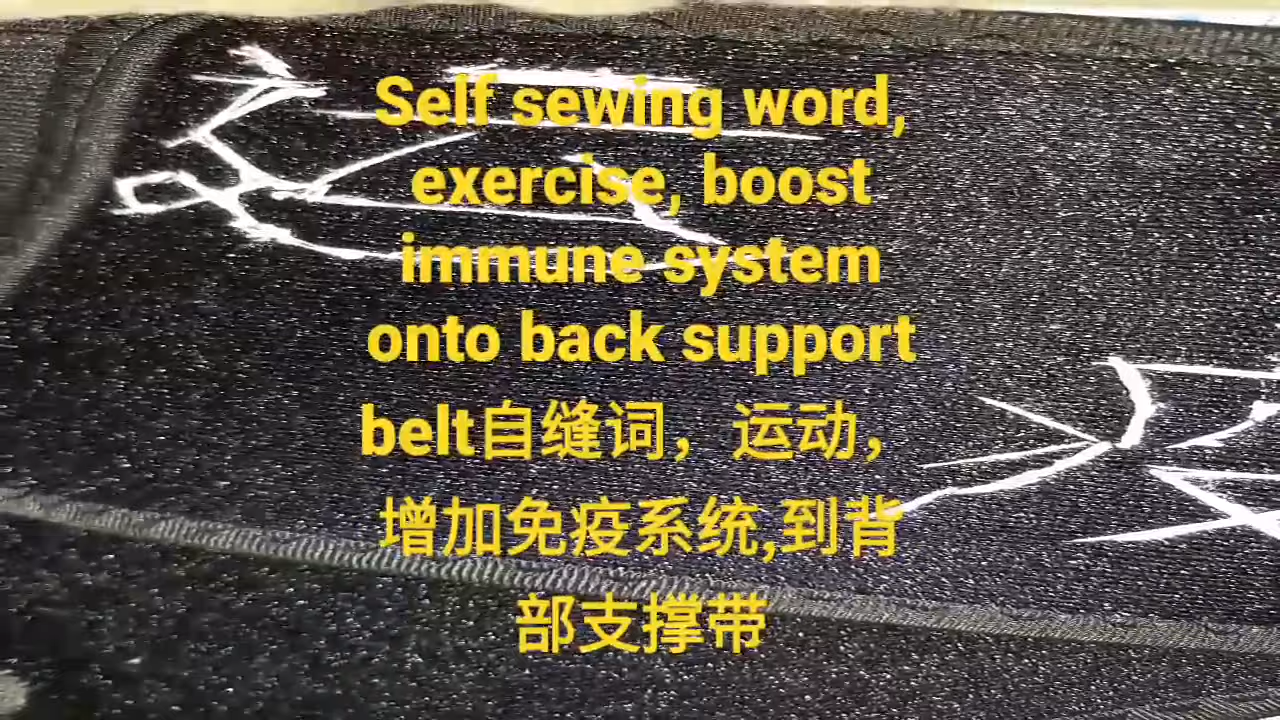 Self sewing word,
exercise, boost
immune system
onto back support
belt自缝词，运动，
增加免疫系统,到背
部支撑带